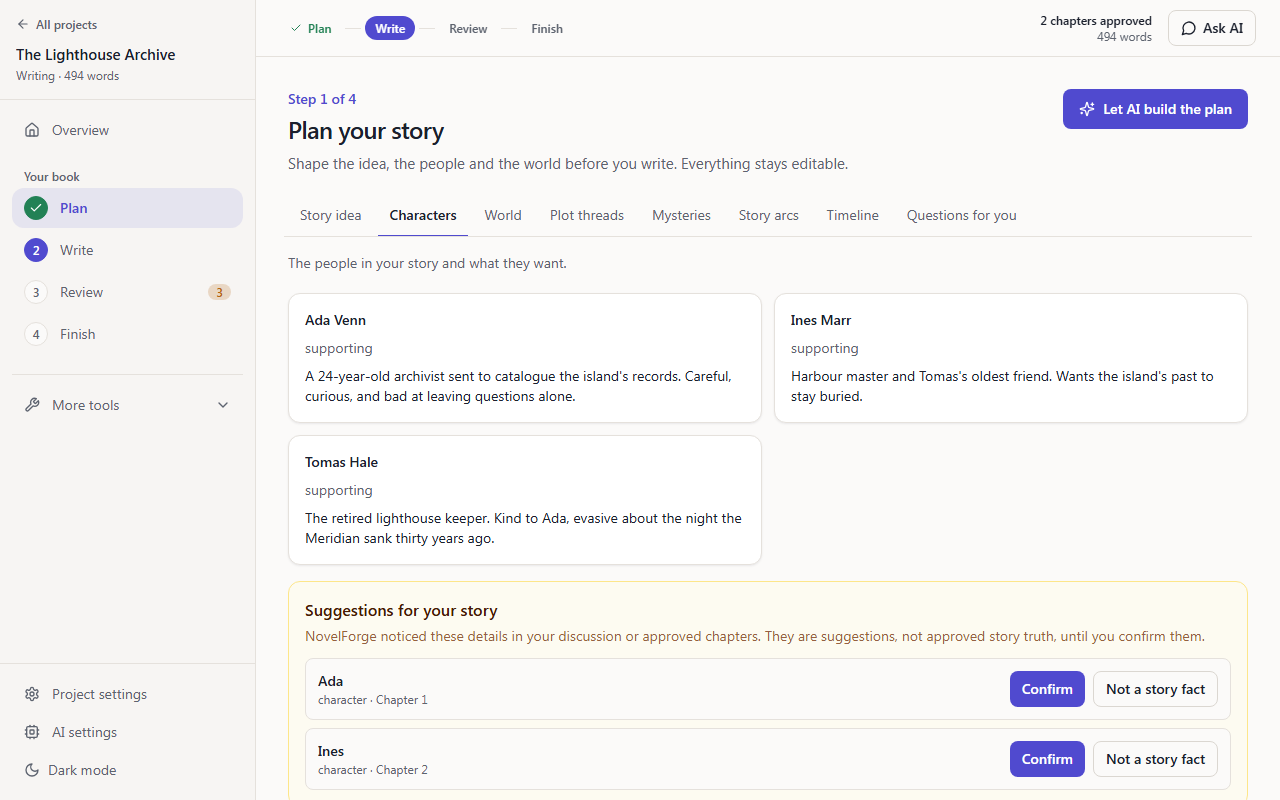 All projects
The Lighthouse Archive
Writing · 494 words
Overview
Your book
Plan
2 Write
3 Review 3
4 Finish
More tools
Project settings
AI settings
Dark mode
Plan Write Review Finish
2 chapters approved
494 words
Ask AI
Step 1 of 4
Plan your story
Shape the idea, the people and the world before you write. Everything stays editable.
Let AI build the plan
Story idea Characters World Plot threads Mysteries Story arcs Timeline Questions for you
The people in your story and what they want.
Ada Venn
supporting
A 24-year-old archivist sent to catalogue the island's records. Careful,
curious, and bad at leaving questions alone.
Ines Marr
supporting
Harbour master and Tomas's oldest friend. Wants the island's past to
stay buried.
Tomas Hale
supporting
The retired lighthouse keeper. Kind to Ada, evasive about the night the
Meridian sank thirty years ago.
Suggestions for your story
NovelForge noticed these details in your discussion or approved chapters. They are suggestions, not approved story truth, until you confirm them.
Ada
character · Chapter 1
Confirm Not a story fact
Ines
character · Chapter 2
Confirm Not a story fact